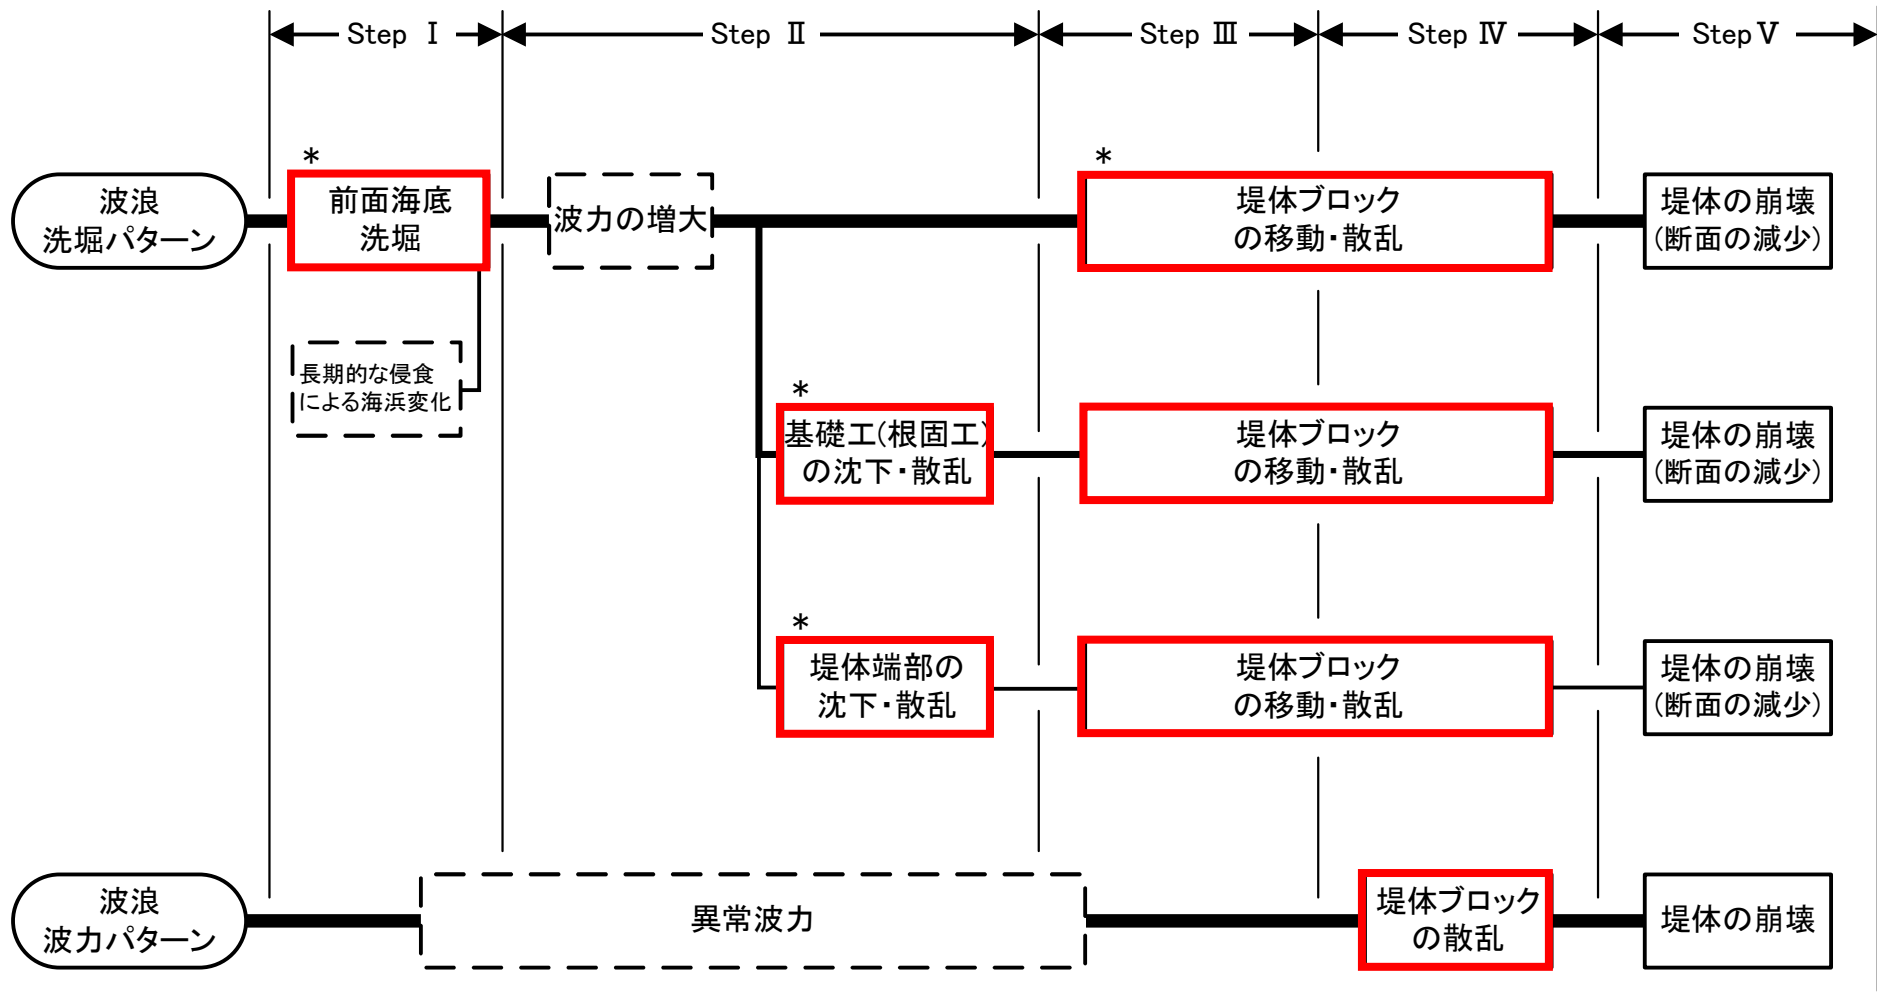 Step Ⅰ
Step Ⅱ
Step Ⅲ
Step Ⅳ
Step Ⅴ
波浪
洗堀パターン
*
前面海底
洗堀
波力の増大
*
堤体ブロック
の移動・散乱
堤体の崩壊
(断面の減少)
長期的な侵食
による海浜変化
*
基礎工(根固工)
の沈下・散乱
堤体ブロック
の移動・散乱
堤体の崩壊
(断面の減少)
*
堤体端部の
沈下・散乱
堤体ブロック
の移動・散乱
堤体の崩壊
(断面の減少)
波浪
波力パターン
異常波力
堤体ブロック
の散乱
堤体の崩壊